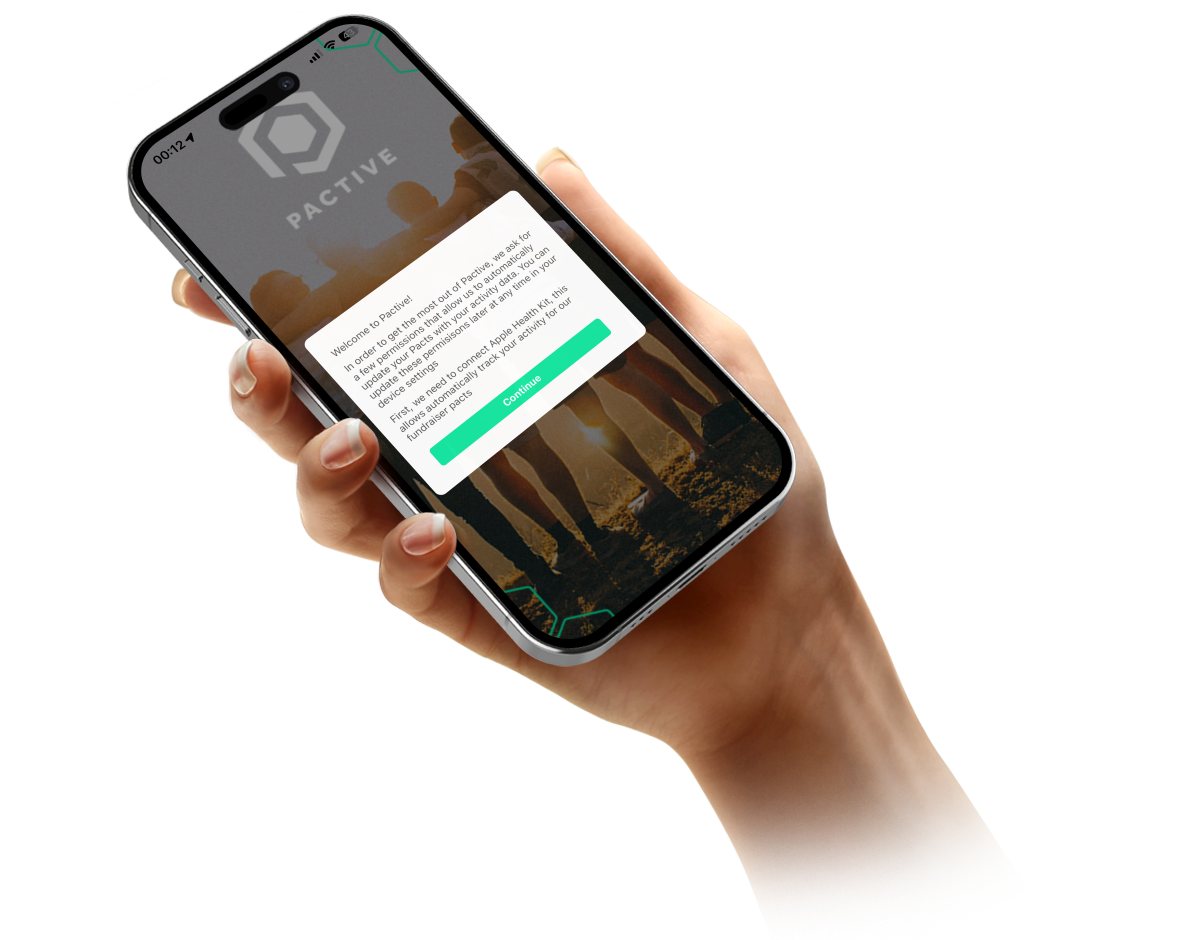 00:12
48
PACTIVE
Welcome to Pactive!
In order to get the most out of Pactive, we ask for
a few permissions that allow us to automatically
update your Pacts with your activity data. You can
update these permisisons later at any time in your
device settings
First, we need to connect Apple Health Kit, this
allows automatically track your activity for our
fundraiser pacts
Continue